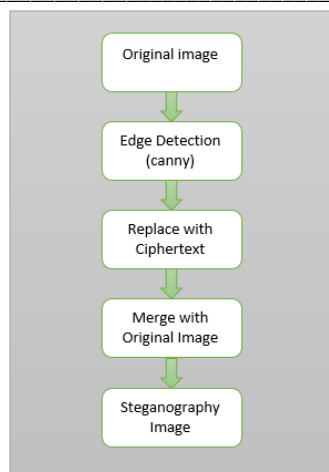 Original image
Edge Detection
(canny)
Replace with
Ciphertext
Merge with
Original Image
Steganography
Image